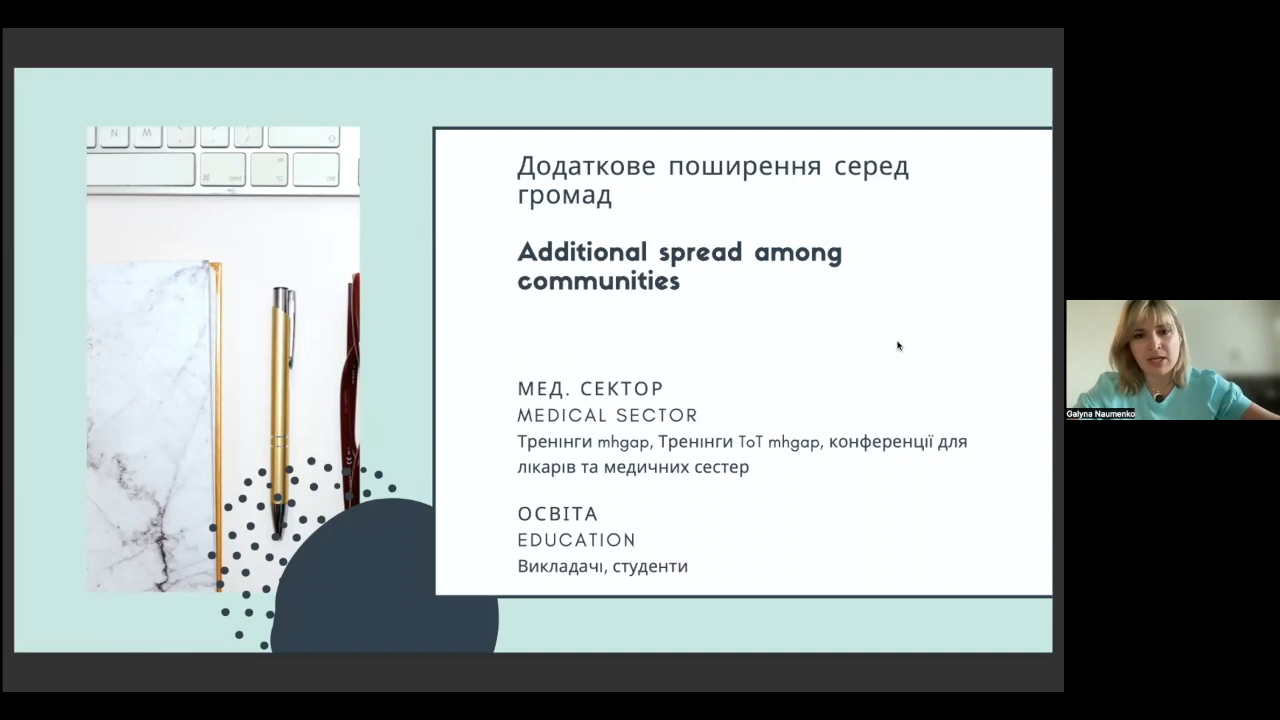 N M
Додаткове поширення серед
громад
Additional spread among
communities
МЕД. СЕКТОР
MEDICAL SECTOR
Тренінги mhgap, Тренінги ToT mhgap, конференції для
лікарів та медичних сестер
ОСВІТА
EDUCATION
Викладачі, студенти
Galyna Naumenko